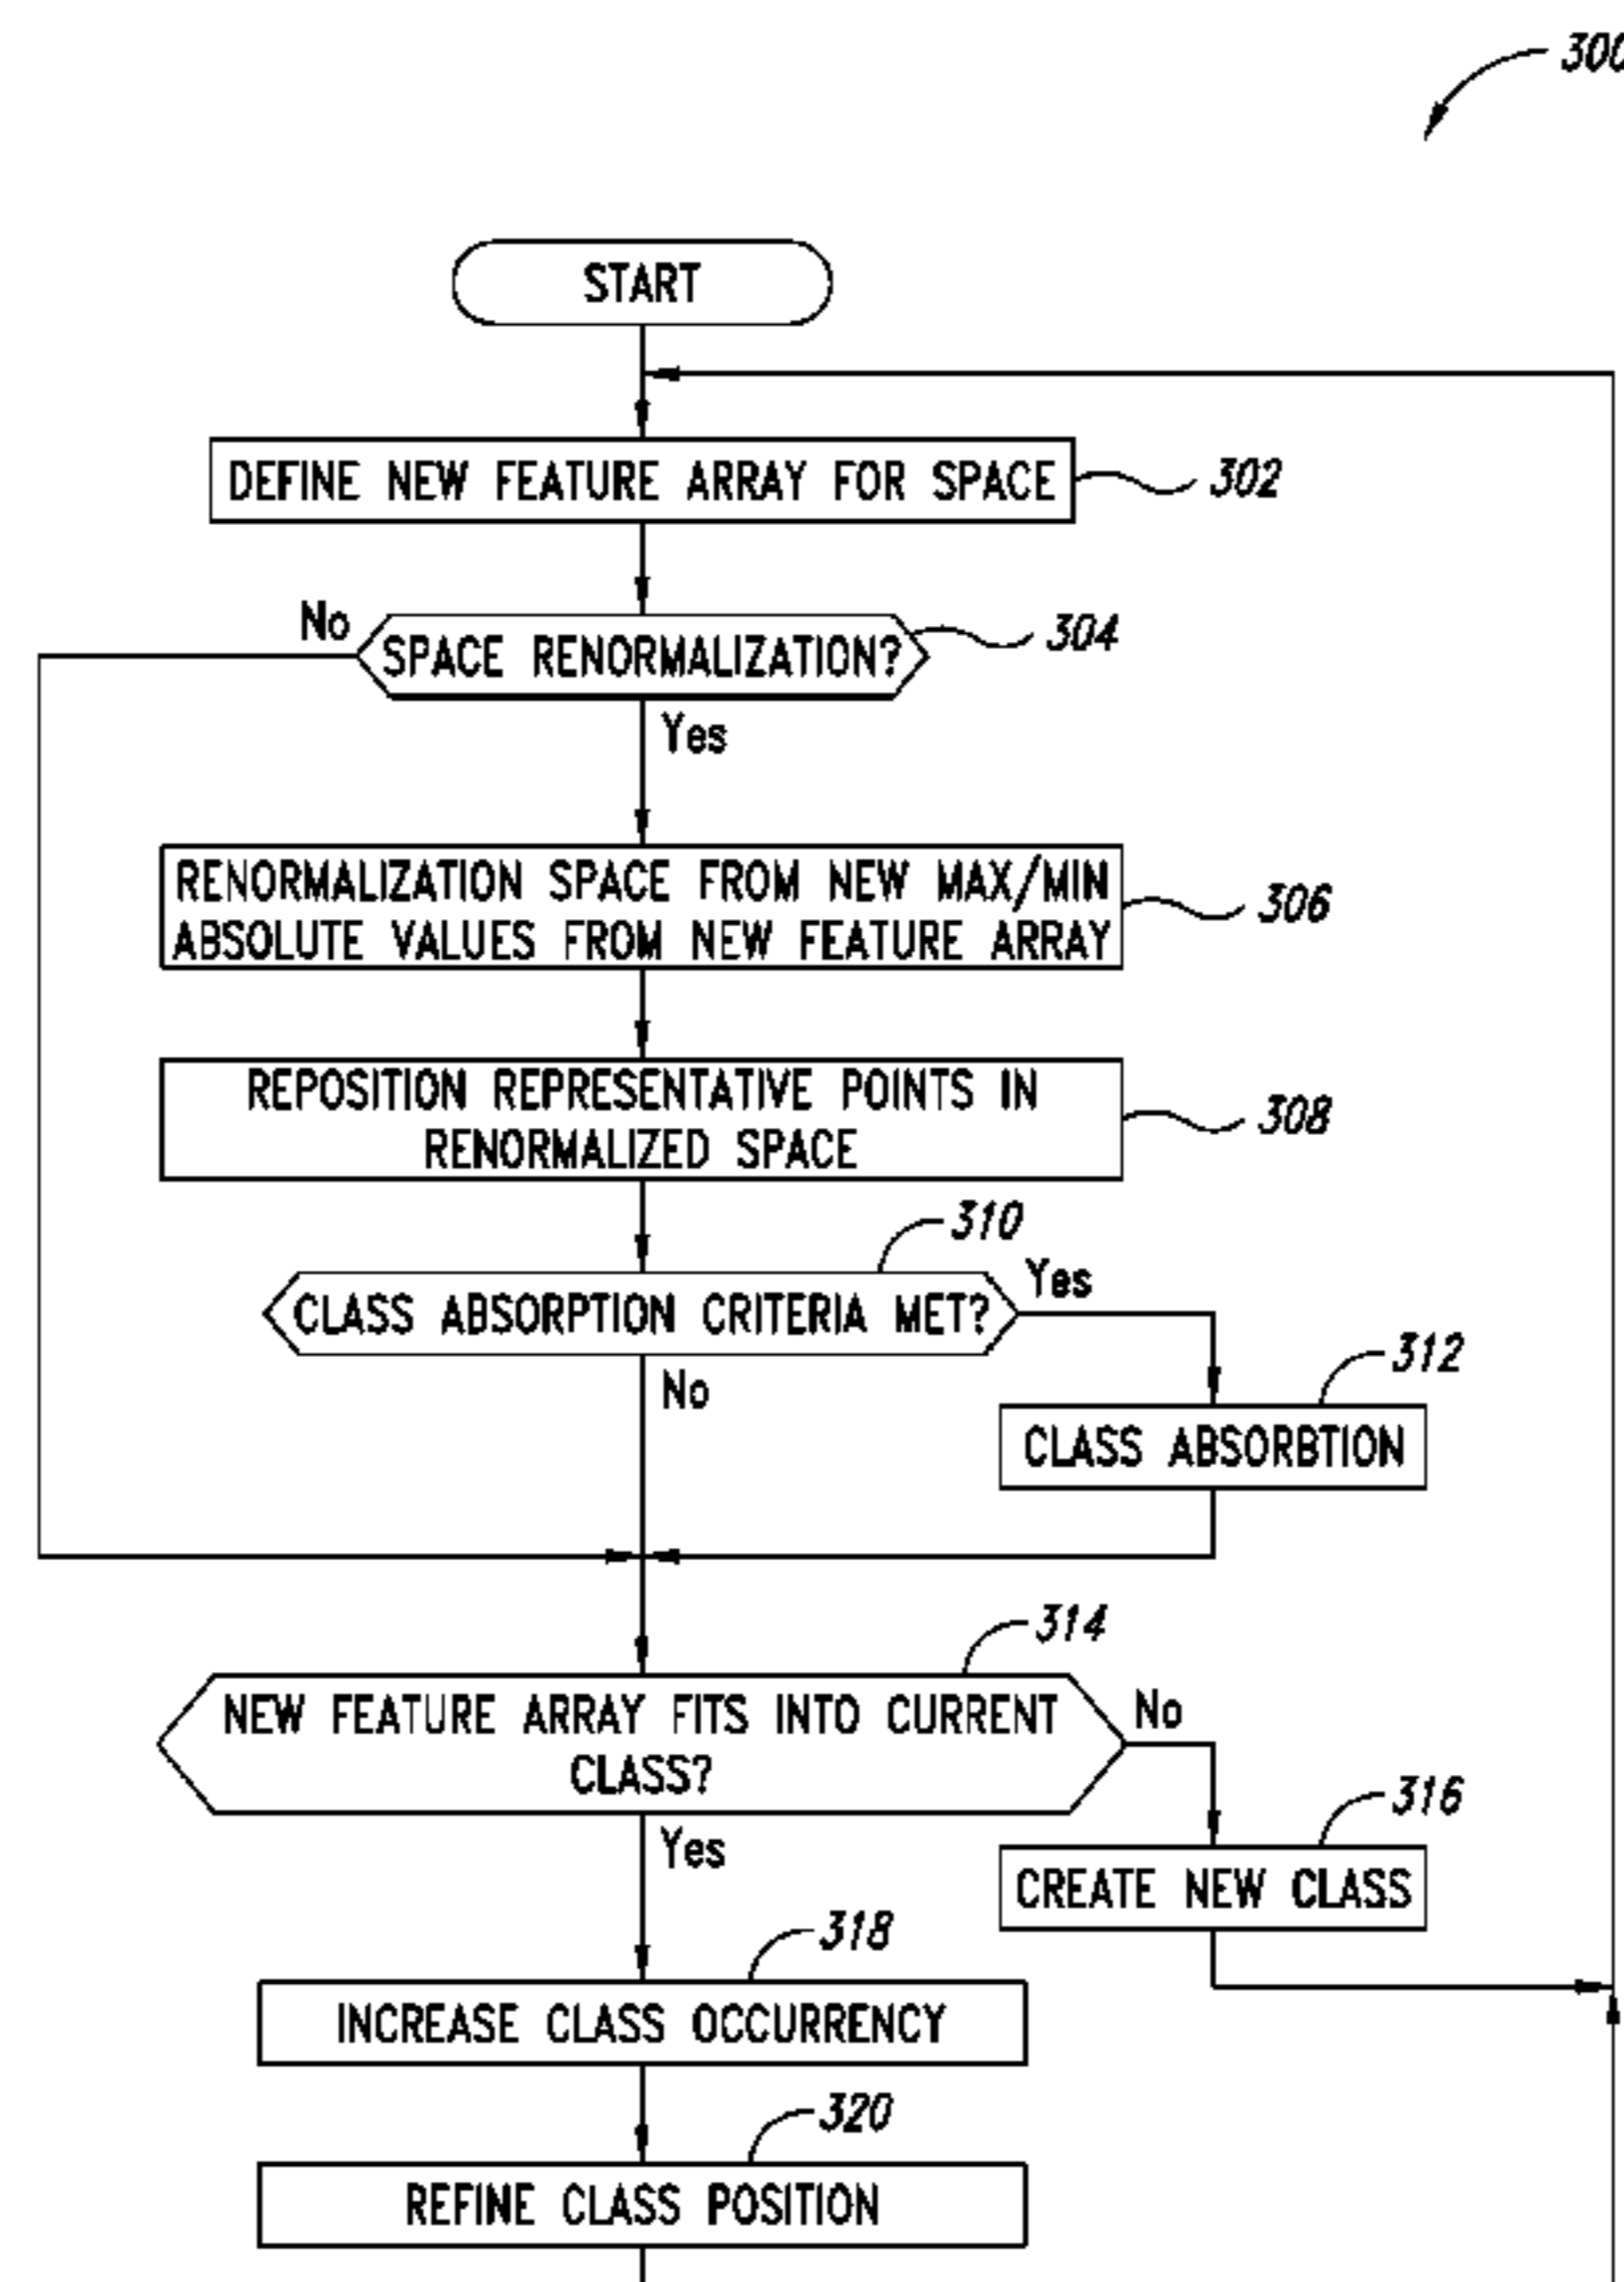 300
START
DEFINE NEW FEATURE ARRAY FOR SPACE
302
No
SPACE RENORMALIZATION?
304
Yes
RENORMALIZATION SPACE FROM NEW MAX/MIN
ABSOLUTE VALUES FROM NEW FEATURE ARRAY
306
REPOSITION REPRESENTATIVE POINTS IN
RENORMALIZED SPACE
308
310
CLASS ABSORPTION CRITERIA MET?
Yes
No
312
CLASS ABSORBTION
314
NEW FEATURE ARRAY FITS INTO CURRENT
CLASS?
No
Yes
316
CREATE NEW CLASS
318
INCREASE CLASS OCCURRENCY
320
REFINE CLASS POSITION